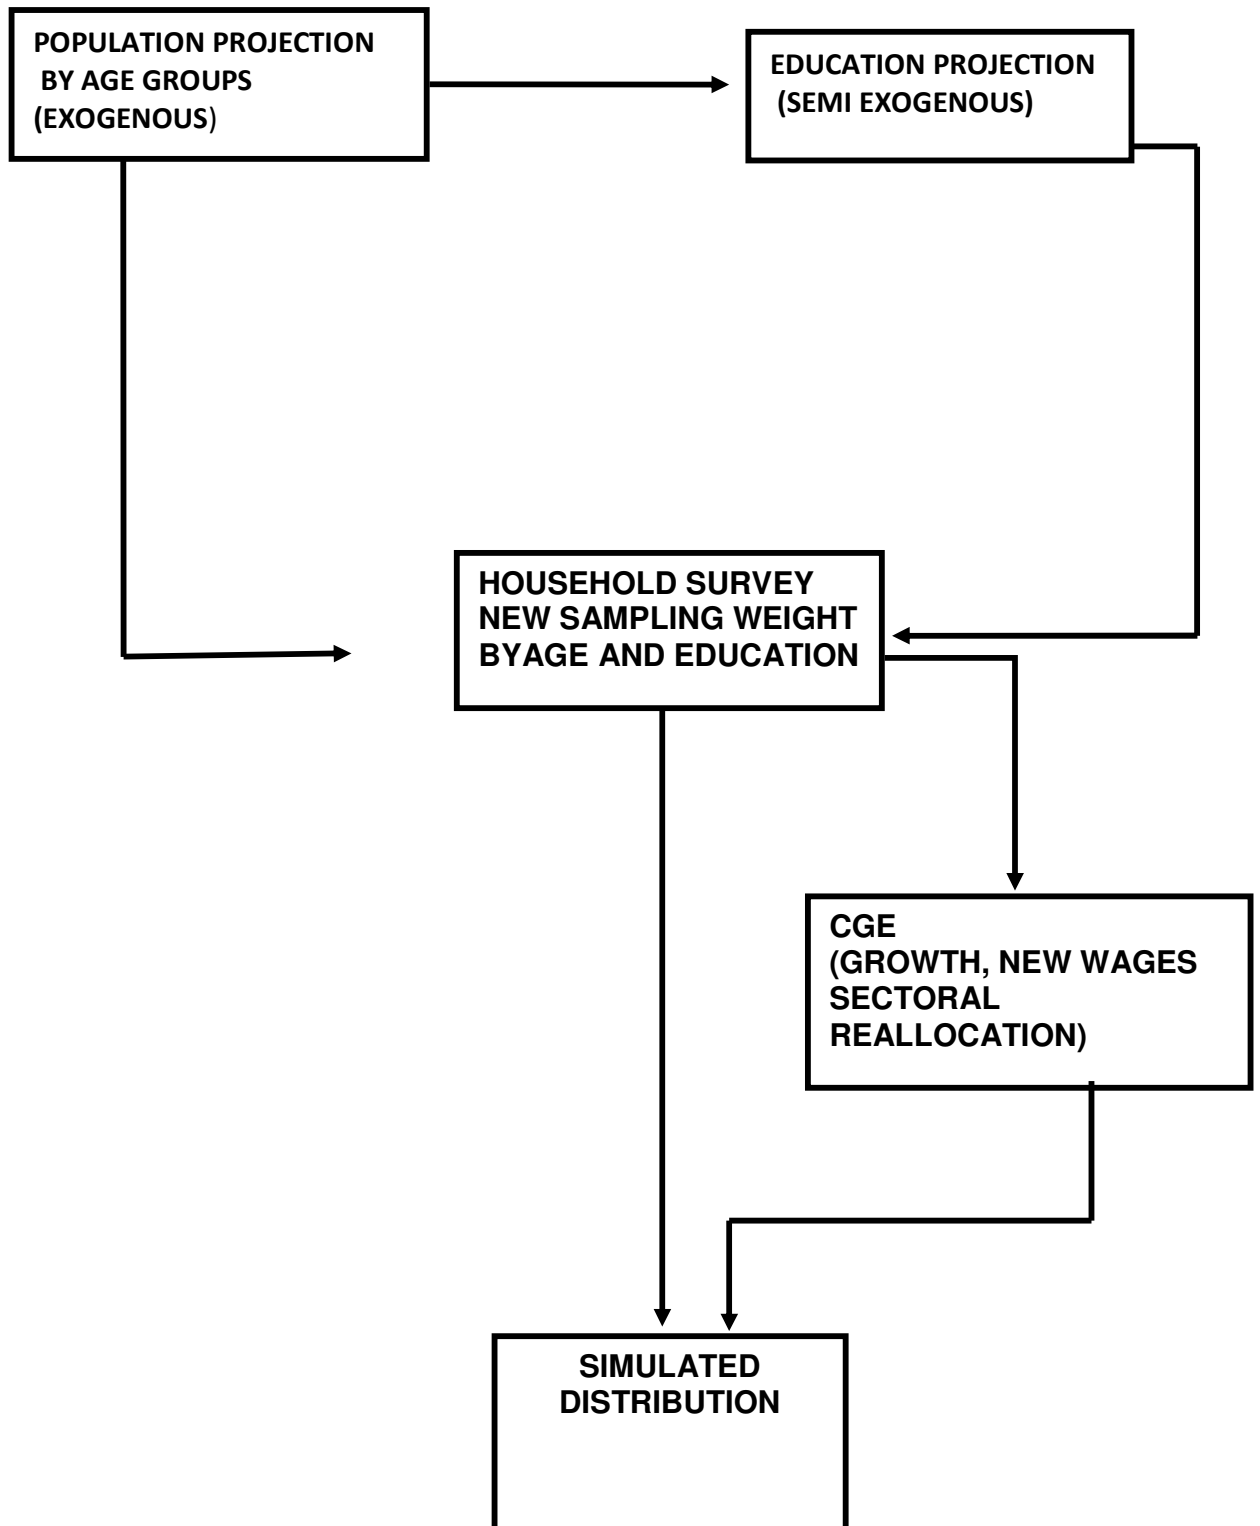 POPULATION PROJECTION
BY AGE GROUPS
(EXOGENOUS)
EDUCATION PROJECTION
(SEMI EXOGENOUS)
HOUSEHOLD SURVEY
NEW SAMPLING WEIGHT
BYAGE AND EDUCATION
CGE
(GROWTH, NEW WAGES
SECTORAL
REALLOCATION)
SIMULATED
DISTRIBUTION